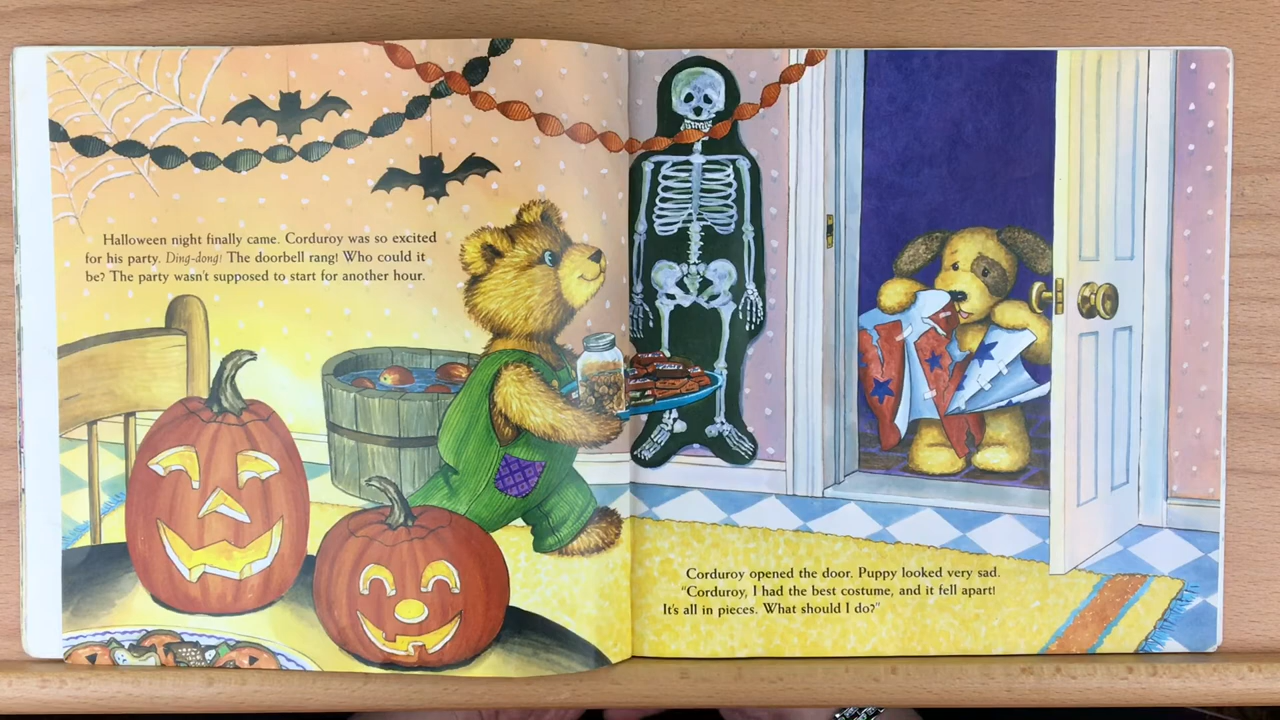 Halloween night finally came. Corduroy was so excited
for his party. Ding-dong! The doorbell rang! Who could it
be? The party wasn't supposed to start for another hour.
Corduroy opened the door. Puppy looked very sad.
"Corduroy, I had the best costume, and it fell apart!
It's all in pieces. What should I do?"